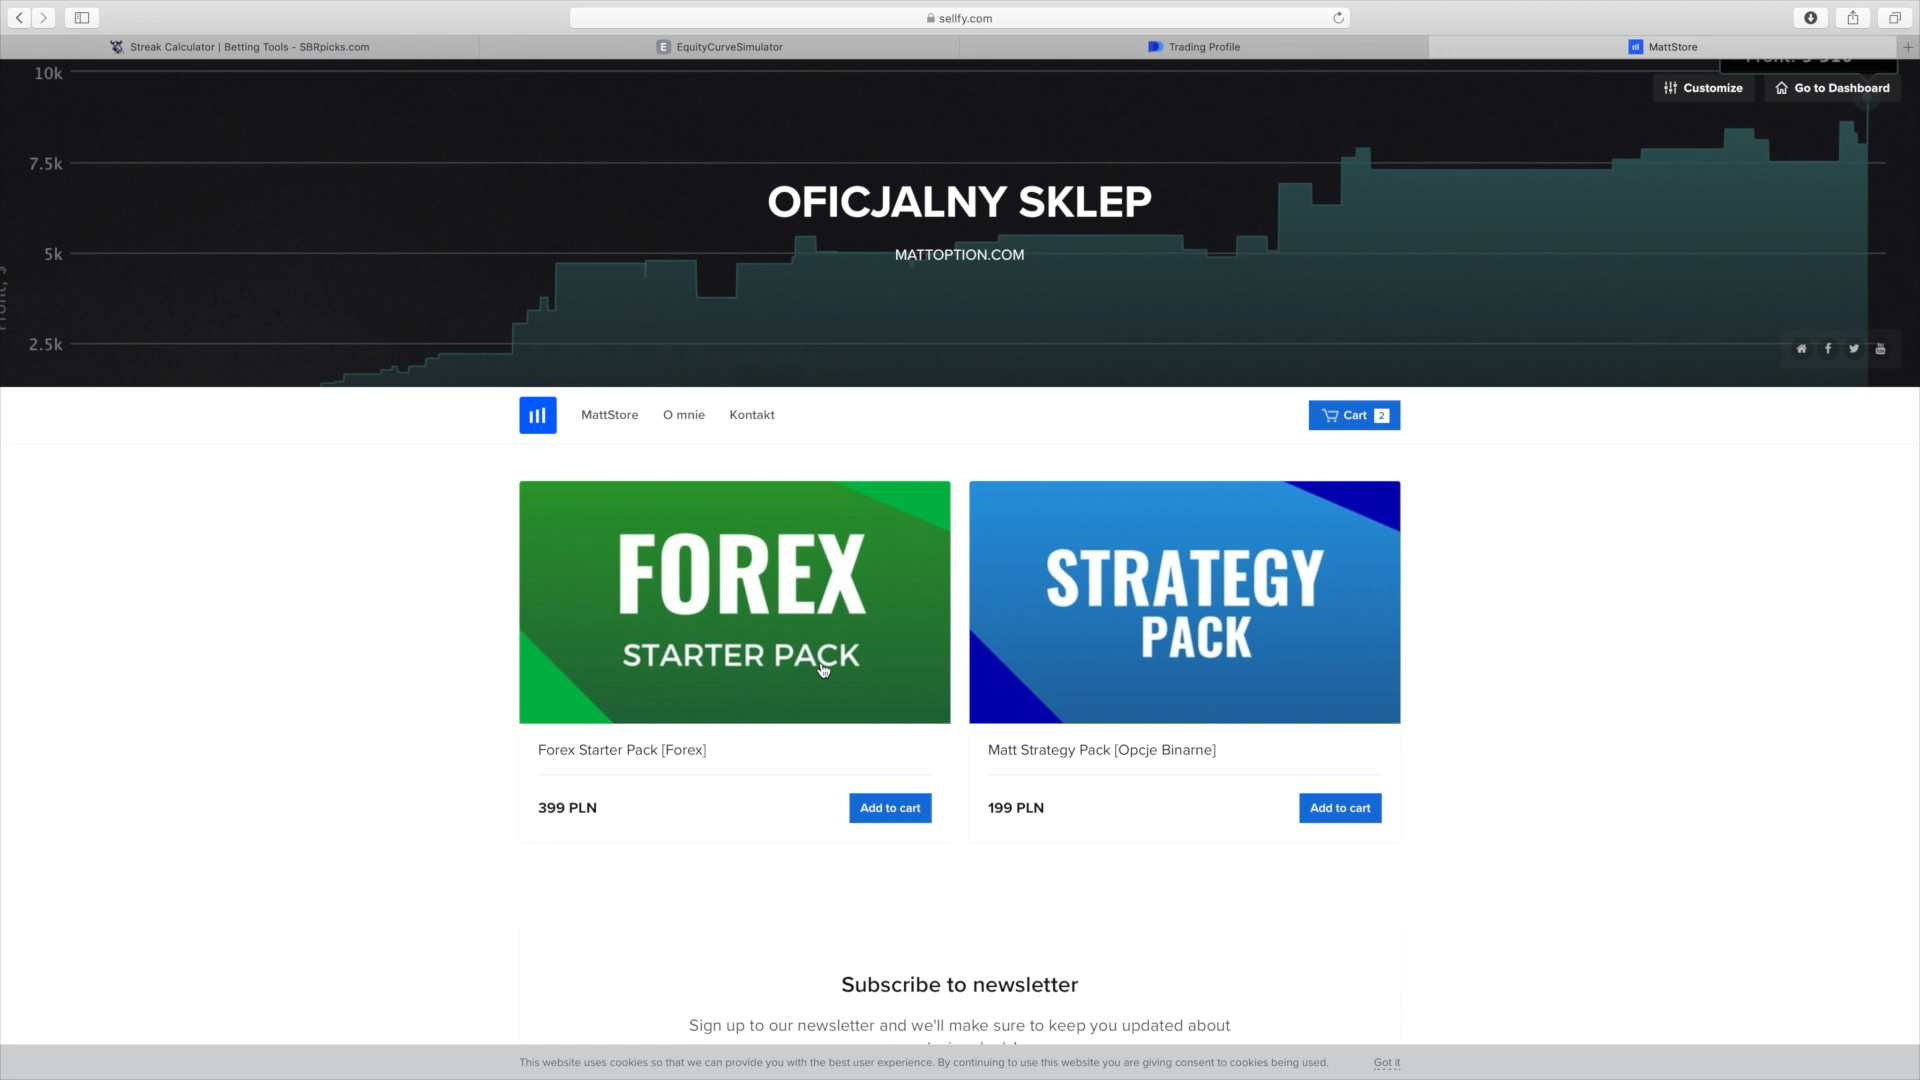 sellfy.com
Streak Calculator | Betting Tools - SBRpicks.com
E EquityCurveSimulator
Trading Profile
MattStore
10k
Customize
Go to Dashboard
7.5k
OFICJALNY SKLEP
5k
MATTOPTION.COM
2.5k
MattStore
O mnie
Kontakt
Cart 2
FOREX
STARTER PACK
STRATEGY
PACK
Forex Starter Pack [Forex]
Matt Strategy Pack [Opcje Binarne]
399 PLN
Add to cart
199 PLN
Add to cart
Subscribe to newsletter
Sign up to our newsletter and we'll make sure to keep you updated about
This website uses cookies so that we can provide you with the best user experience. By continuing to use this website you are giving consent to cookies being used.
Got it